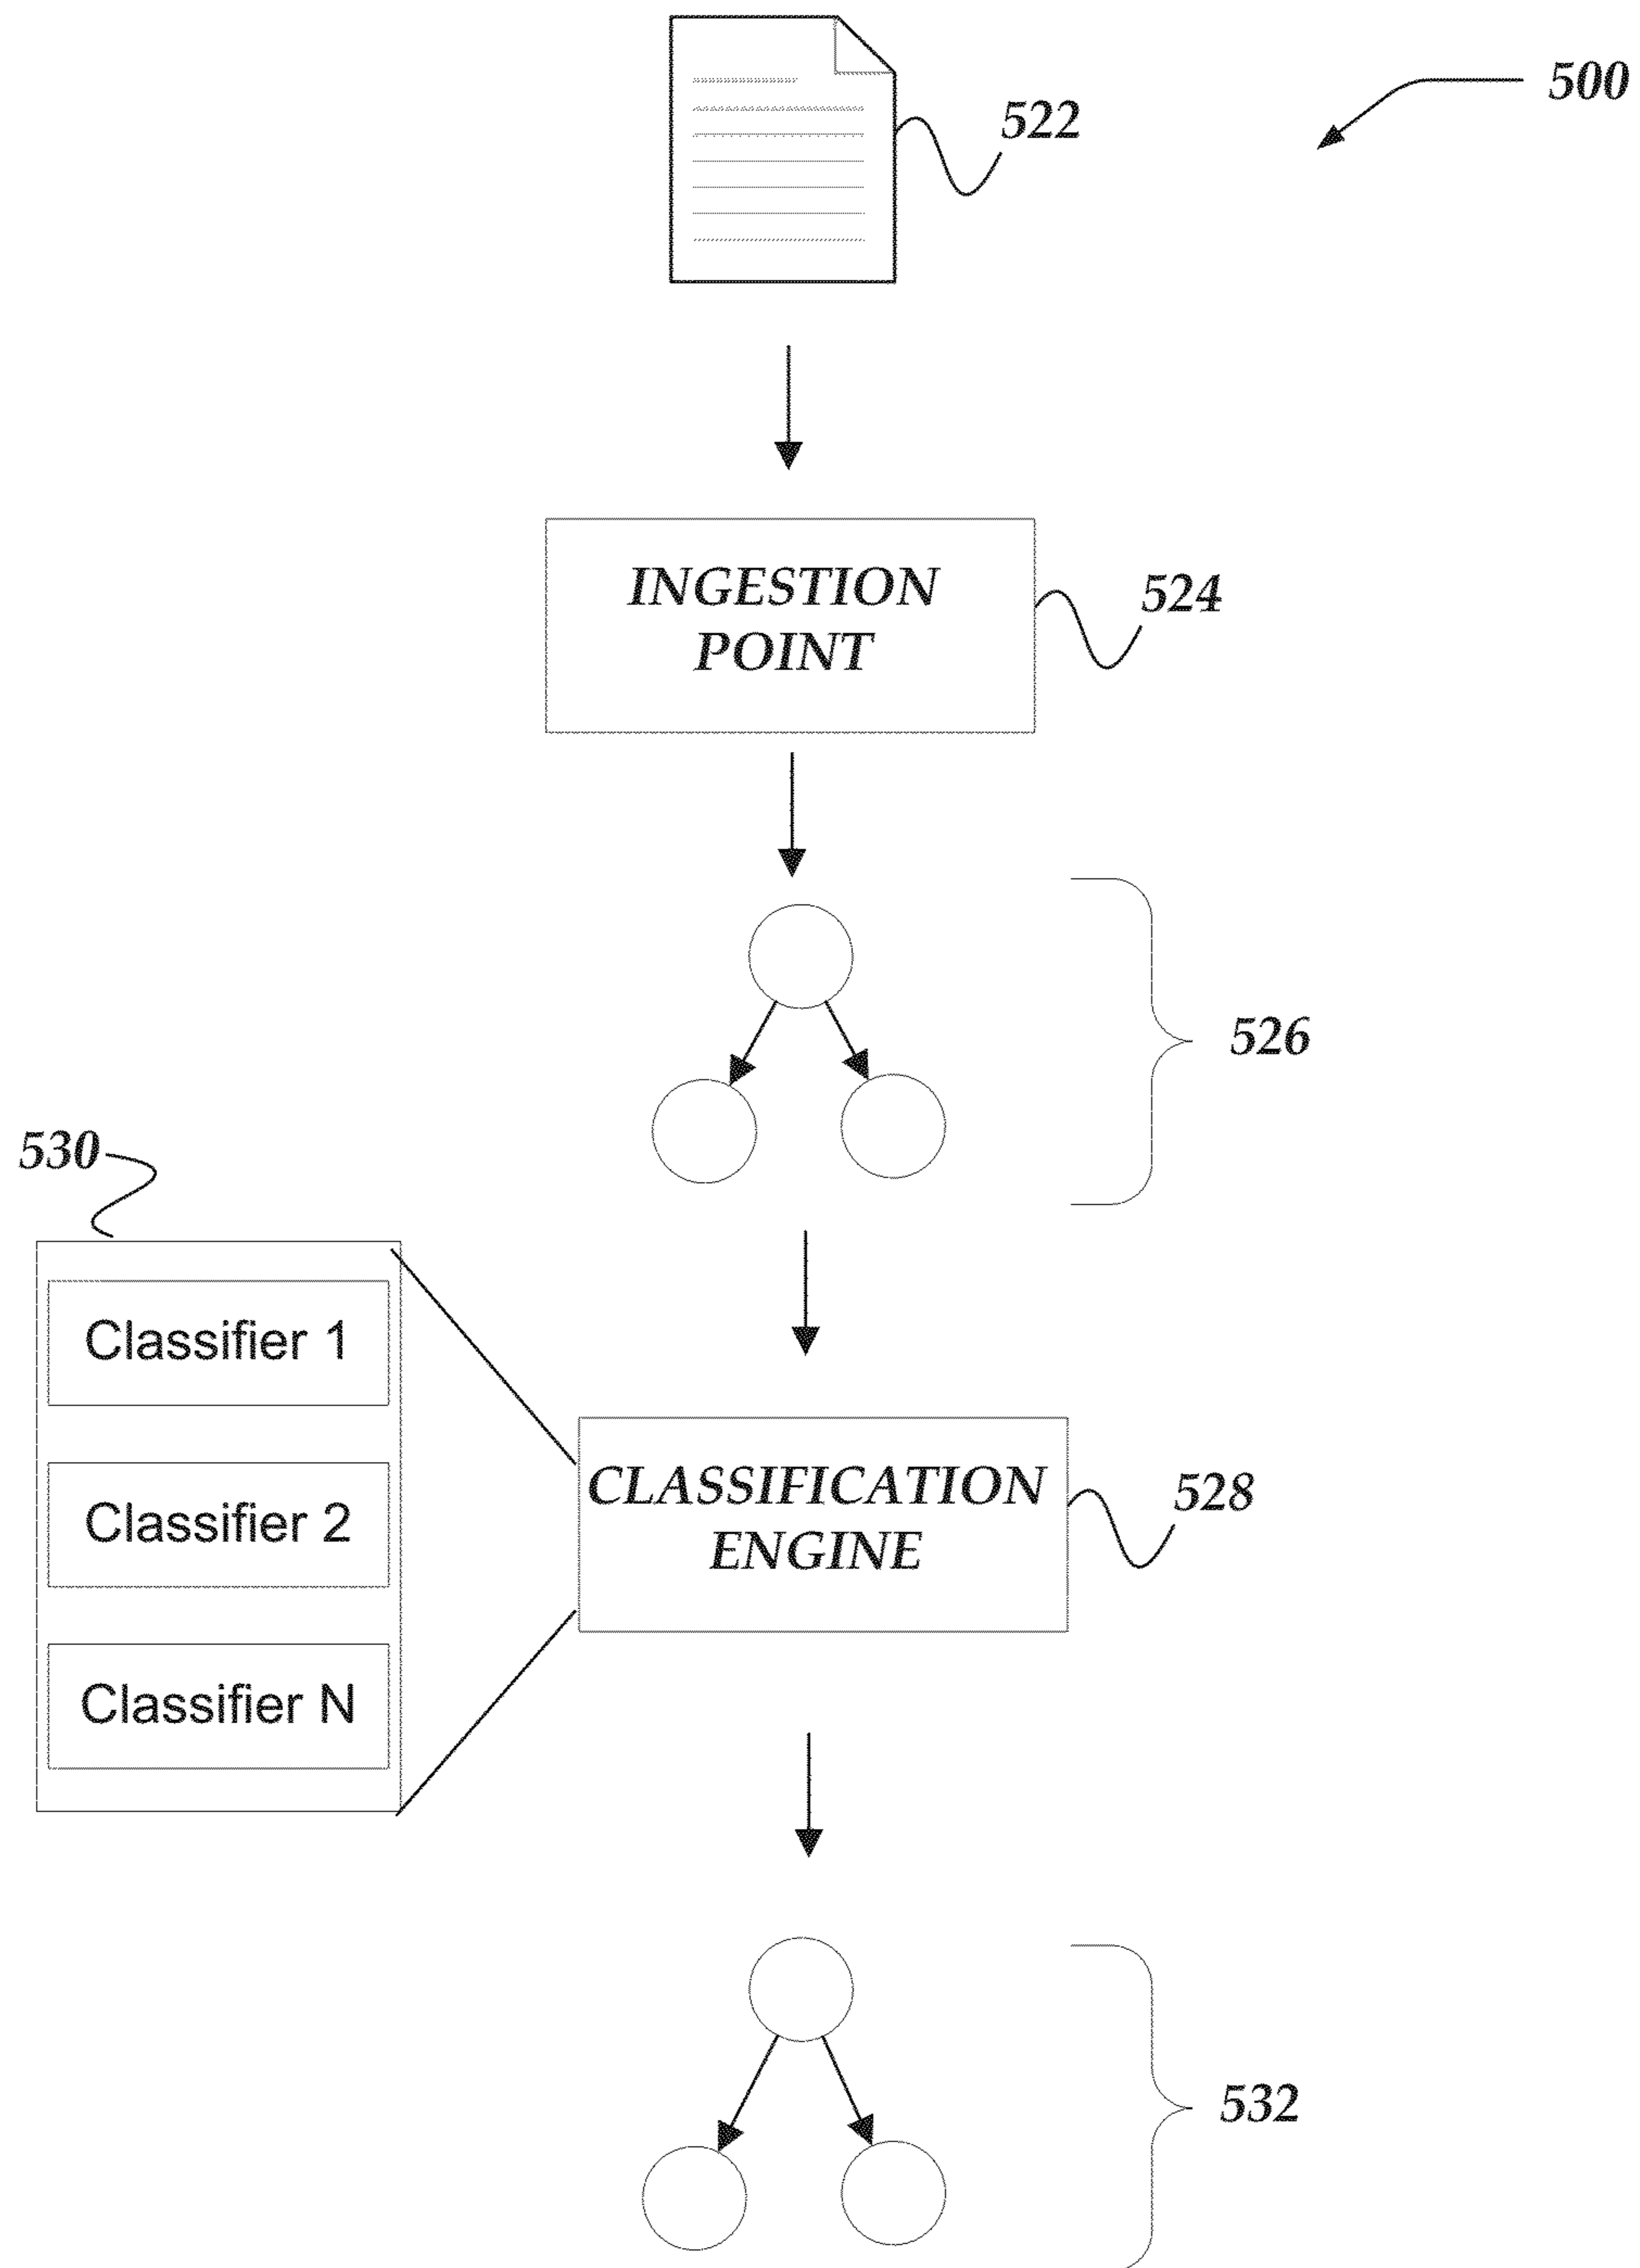 500
522
INGESTION
POINT
524
526
530
Classifier 1
Classifier 2
Classifier N
CLASSIFICATION
ENGINE
528
532